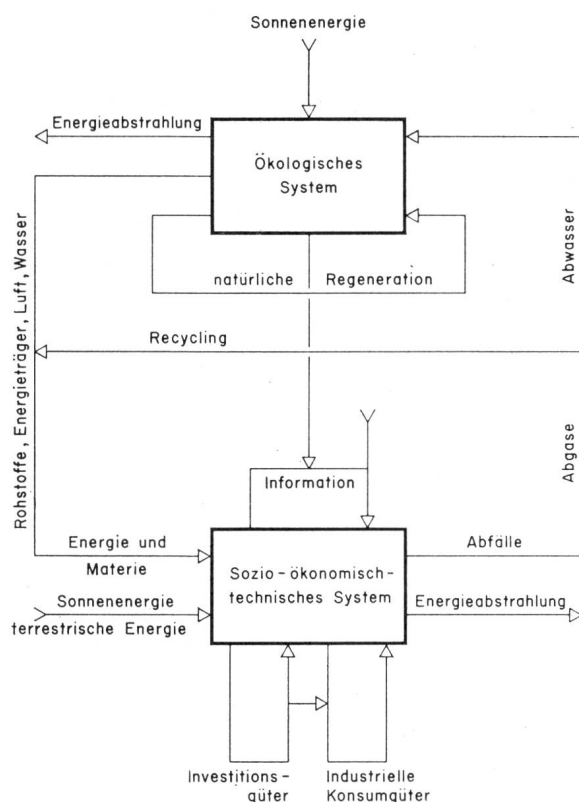 Sonnenenergie
Energieabstrahlung
Ökologisches
System
natürliche Regeneration
Abwasser
Recycling
Rohstoffe, Energieträger, Luft, Wasser
Abgase
Information
Energie und
Materie
Abfälle
Sozio-ökonomisch-
technisches System
Sonnenenergie
terrestrische Energie
Energieabstrahlung
Investitions-
güter
Industrielle
Konsumgüter